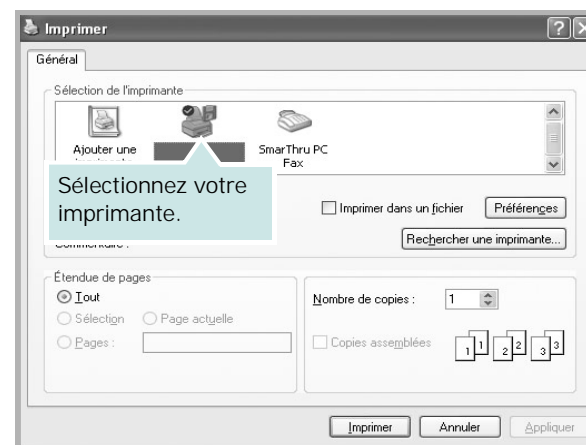 Imprimer
Général
Sélection de l'imprimante
Ajouter une
SmarThru PC
Fax
Sélectionnez votre
imprimante.
Imprimer dans un fichier
Préférences
Rechercher une imprimante...
Étendue de pages
Tout
Sélection
Page actuelle
Pages :
Nombre de copies :
1
Copies assemblées
1 1 2 2 3 3
Imprimer
Annuler
Appliquer